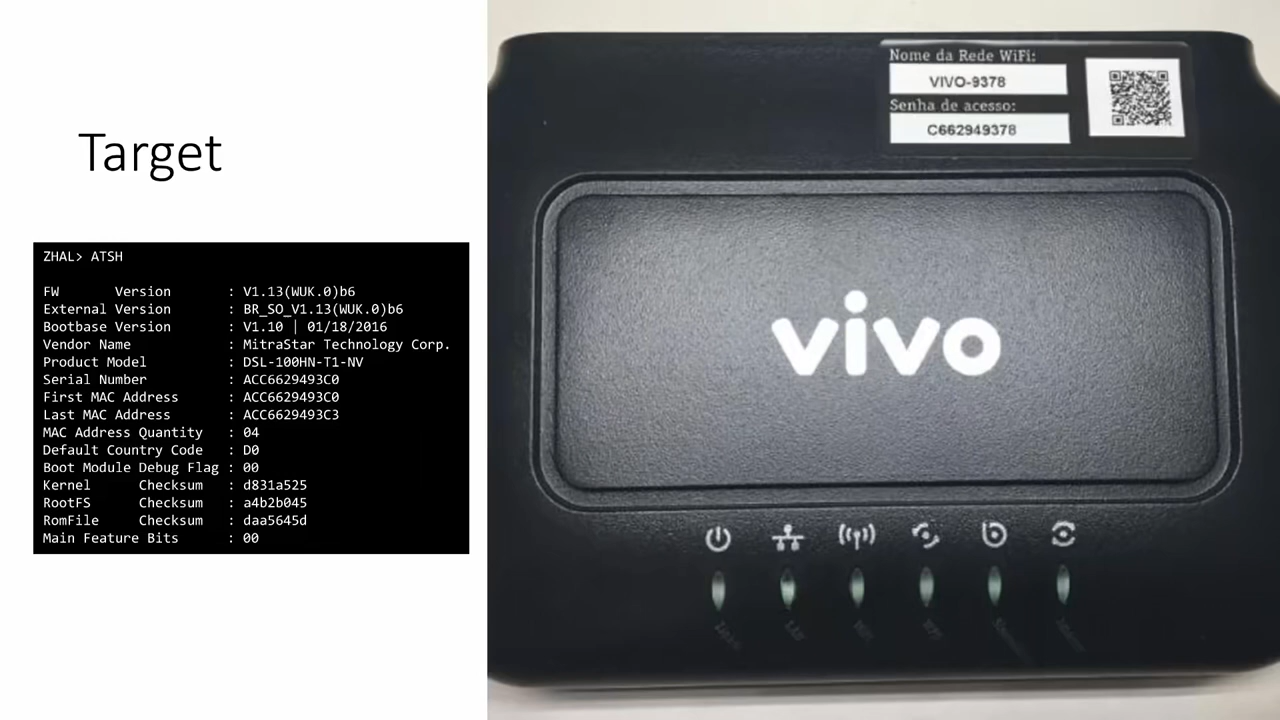 Target
ZHAL> ATSH
FW Version : V1.13(WUK.0)b6
External Version : BR_SO_V1.13(WUK.0)b6
Bootbase Version : V1.10 | 01/18/2016
Vendor Name : MitraStar Technology Corp.
Product Model : DSL-100HN-T1-NV
Serial Number : ACC6629493C0
First MAC Address : ACC6629493C0
Last MAC Address : ACC6629493C3
MAC Address Quantity : 04
Default Country Code : D0
Boot Module Debug Flag : 00
Kernel Checksum : d831a525
RootFS Checksum : a4b2b045
RomFile Checksum : daa5645d
Main Feature Bits : 00
Nome da Rede WiFi:
VIVO-9378
Senha de acesso:
C662949378
vivo